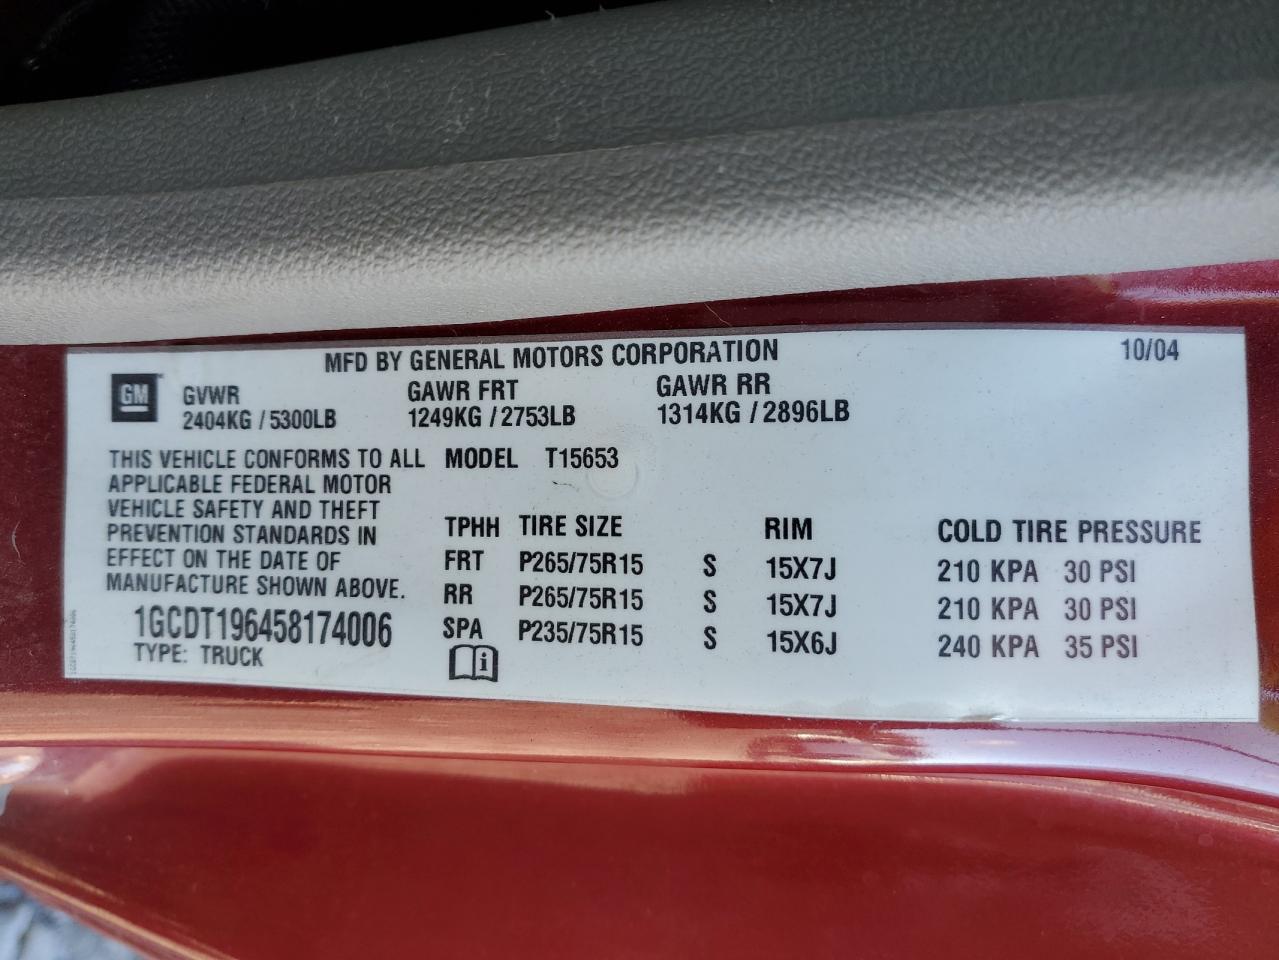 MFD BY GENERAL MOTORS CORPORATION 10/04
GM GVWR GAWR FRT GAWR RR
2404KG / 5300LB 1249KG / 2753LB 1314KG / 2896LB
THIS VEHICLE CONFORMS TO ALL MODEL T15653
APPLICABLE FEDERAL MOTOR
VEHICLE SAFETY AND THEFT
PREVENTION STANDARDS IN TPHH TIRE SIZE RIM COLD TIRE PRESSURE
EFFECT ON THE DATE OF FRT P265/75R15 S 15X7J 210 KPA 30 PSI
MANUFACTURE SHOWN ABOVE. RR P265/75R15 S 15X7J 210 KPA 30 PSI
1GCDT196458174006 SPA P235/75R15 S 15X6J 240 KPA 35 PSI
TYPE: TRUCK i